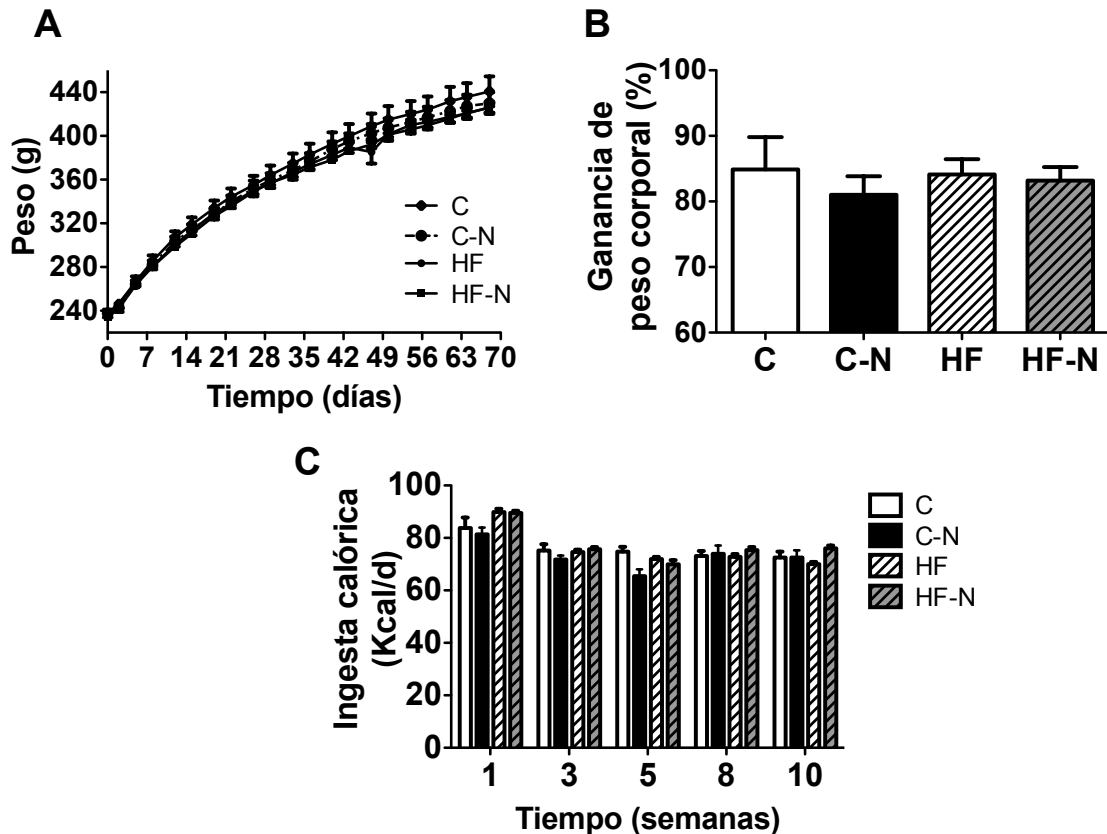 A
Peso (g)
440
400
360
320
280
240
0 7 14 21 28 35 42 49 56 63 70
Tiempo (días)
C
C-N
HF
HF-N
B
Ganancia de
peso corporal (%)
100
90
80
70
60
C C-N HF HF-N
C
Ingesta calórica
(Kcal/d)
100
80
60
40
20
0
1 3 5 8 10
Tiempo (semanas)
C
C-N
HF
HF-N